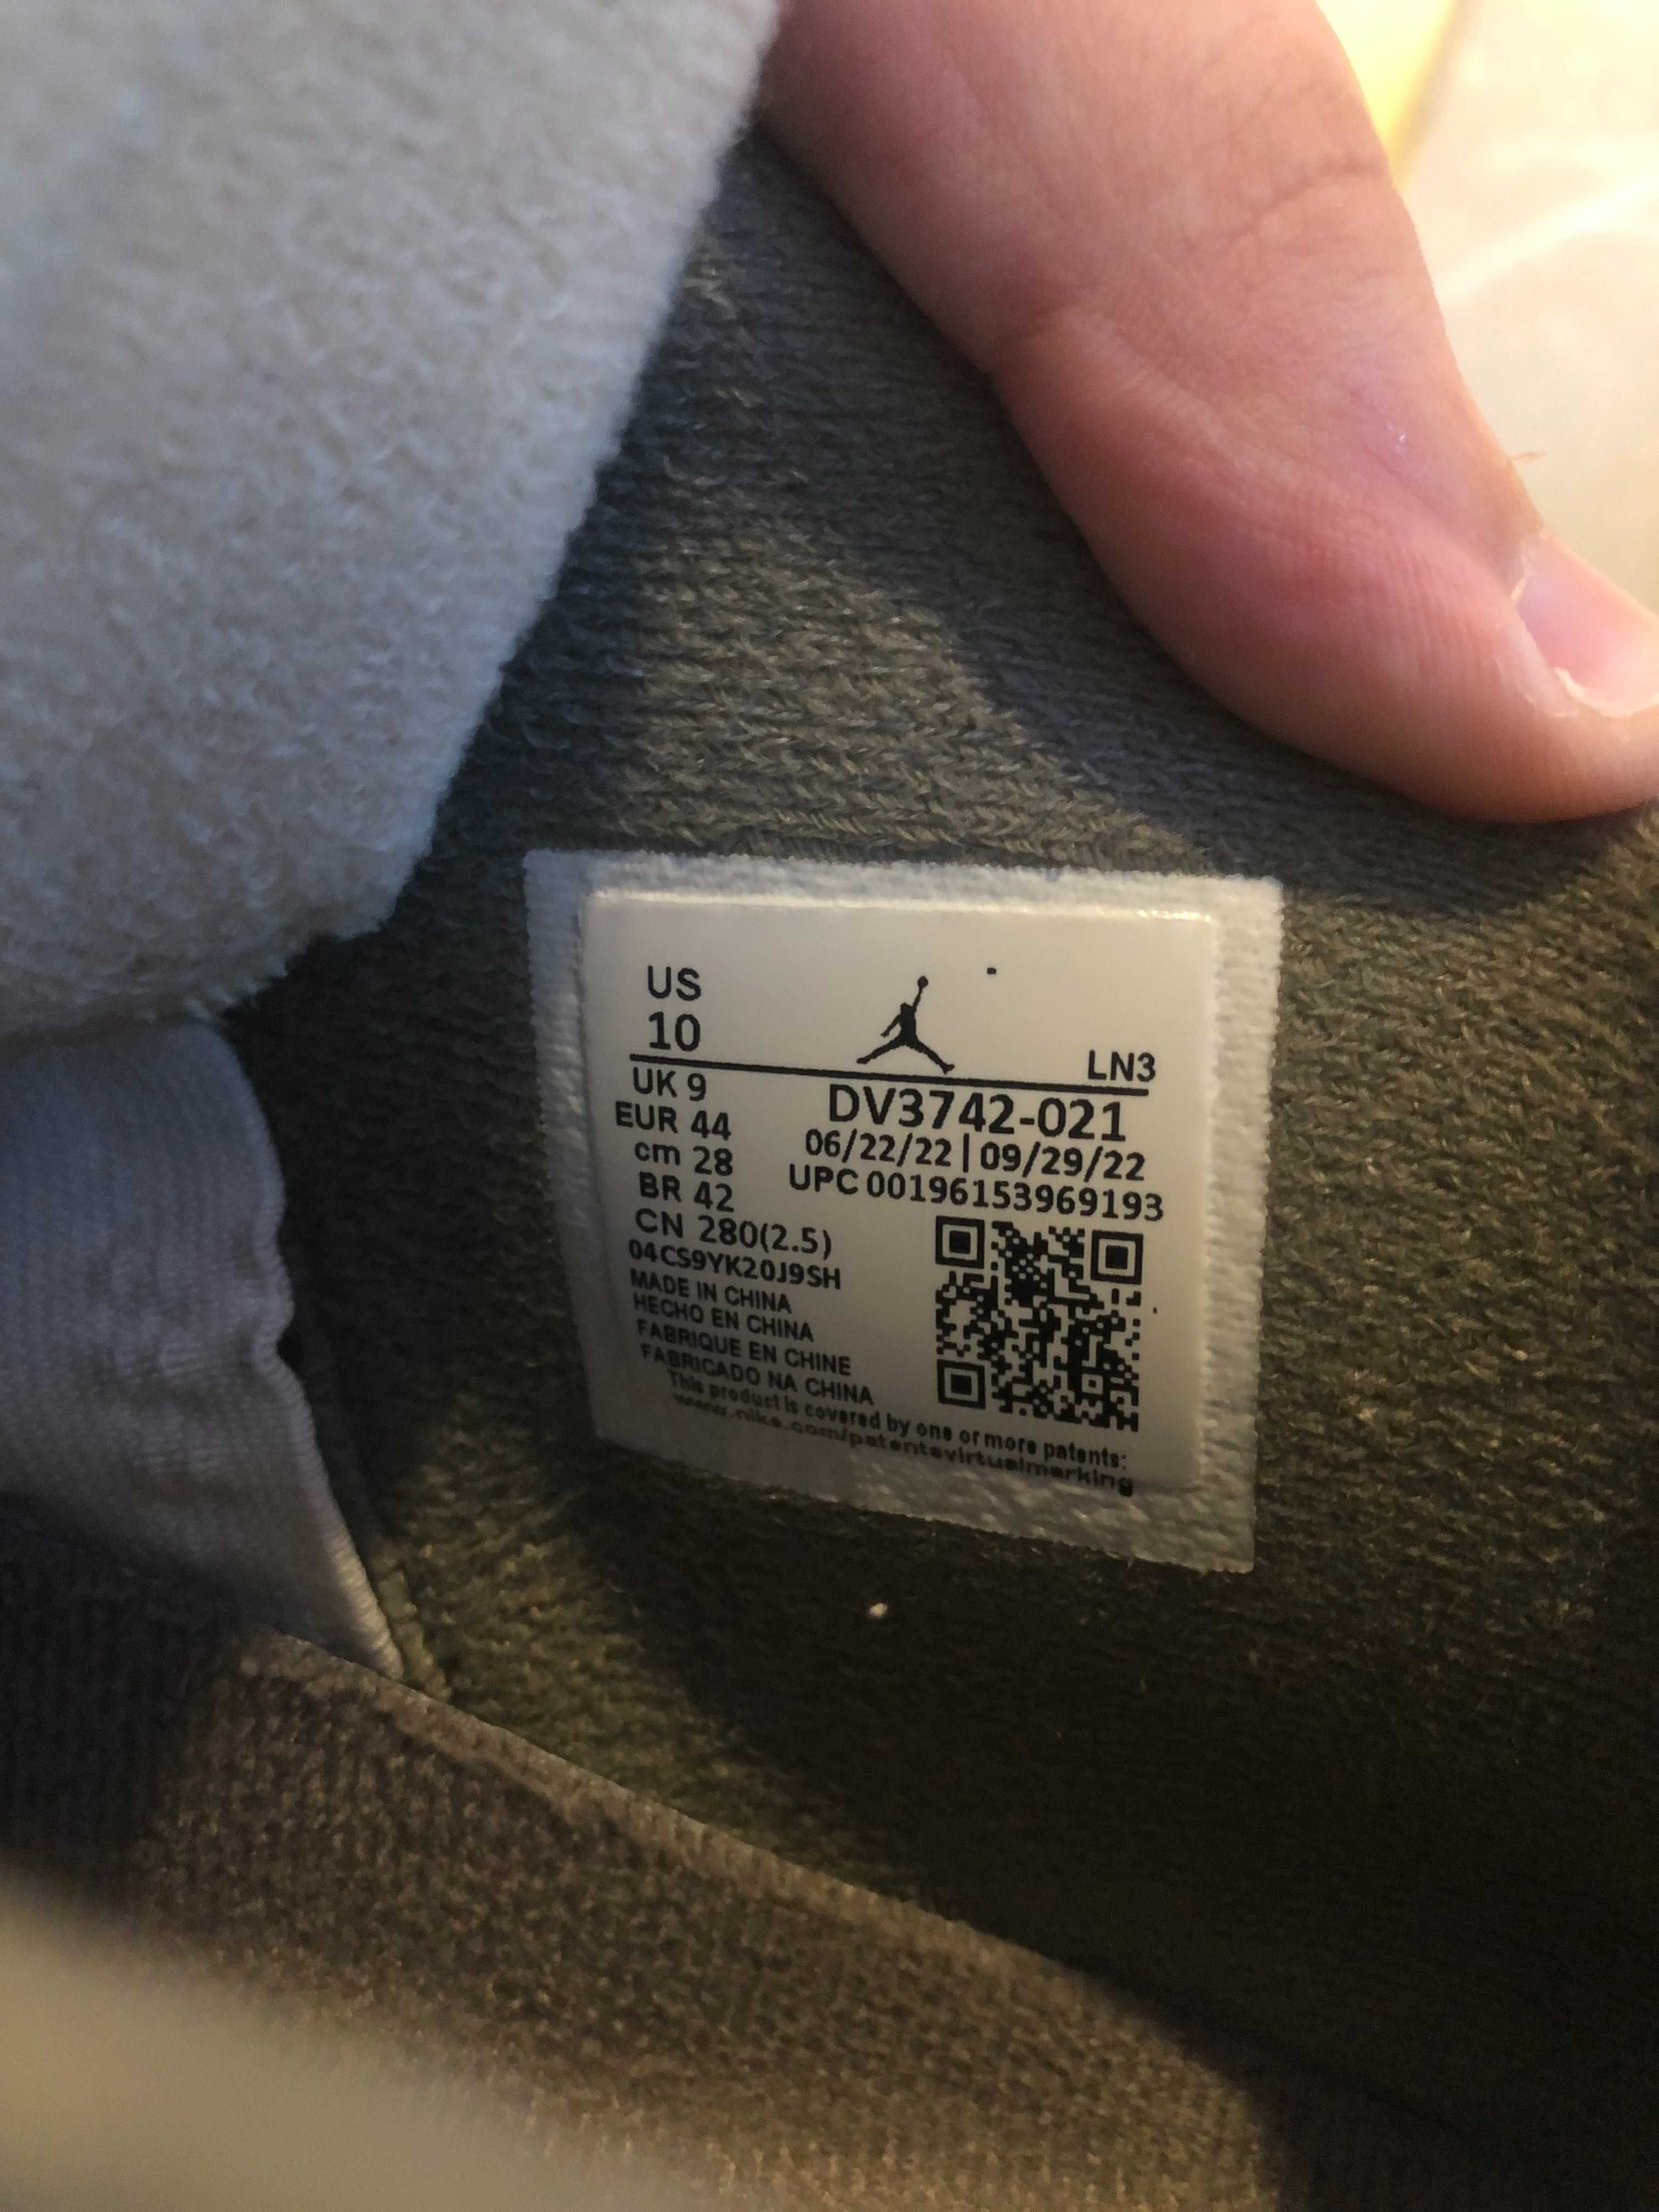 US
10
LN3
UK 9
EUR 44
cm 28
BR 42
CN 280(2.5)
04CS9YK20J9SH
MADE IN CHINA
HECHO EN CHINA
FABRIQUE EN CHINE
FABRICADO NA CHINA
DV3742-021
06/22/22 | 09/29/22
UPC 00196153969193
This product is covered by one or more patents:
www.nike.com/patentsvirtualmarking